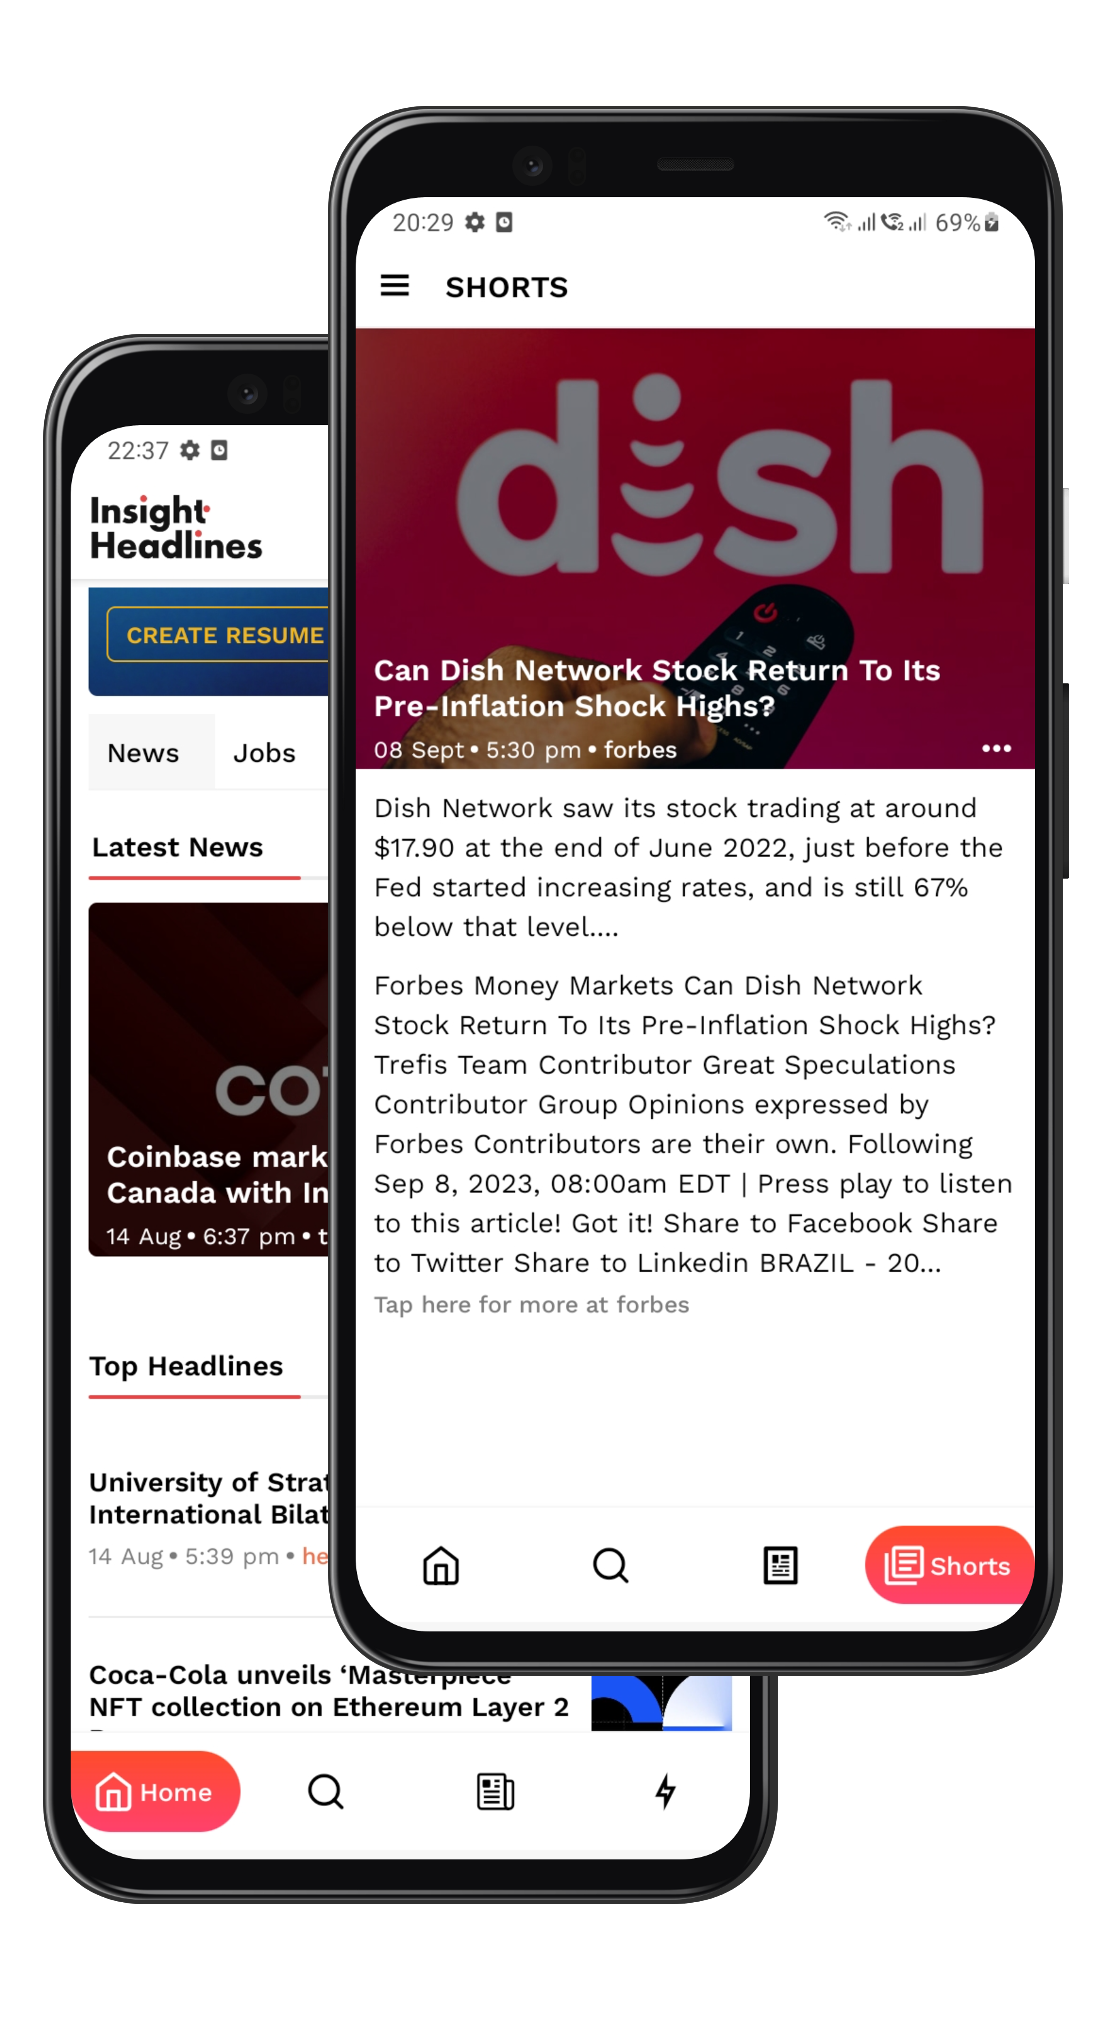 20:29
69%
SHORTS
dish
Can Dish Network Stock Return To Its
Pre-Inflation Shock Highs?
08 Sept • 5:30 pm • forbes
Dish Network saw its stock trading at around
$17.90 at the end of June 2022, just before the
Fed started increasing rates, and is still 67%
below that level....
Forbes Money Markets Can Dish Network
Stock Return To Its Pre-Inflation Shock Highs?
Trefis Team Contributor Great Speculations
Contributor Group Opinions expressed by
Forbes Contributors are their own. Following
Sep 8, 2023, 08:00am EDT | Press play to listen
to this article! Got it! Share to Facebook Share
to Twitter Share to Linkedin BRAZIL - 20...
Tap here for more at forbes
Shorts
22:37
Insight
Headlines
CREATE RESUME
News
Jobs
Latest News
Coinbase mark
Canada with In
14 Aug • 6:37 pm • t
Top Headlines
University of Strat
International Bilat
14 Aug • 5:39 pm • he
Coca-Cola unveils ‘Masterpiece’
NFT collection on Ethereum Layer 2
Home